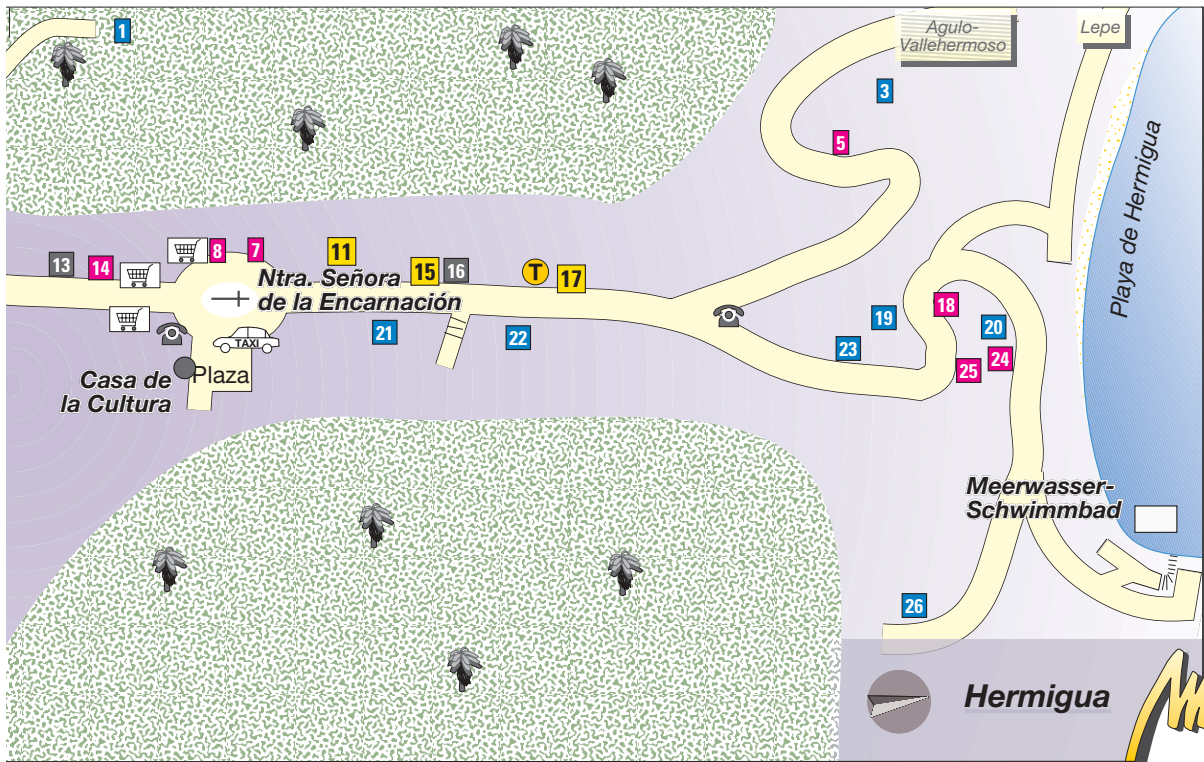 1
Agulo-
Vallehermoso
Lepe
3
5
Playa de Hermigua
13
14
8
7
11
15
16
T
17
Ntra. Señora
de la Encarnación
18
19
20
21
22
23
24
25
TAXI
Plaza
Casa de
la Cultura
Meerwasser-
Schwimmbad
26
Hermigua